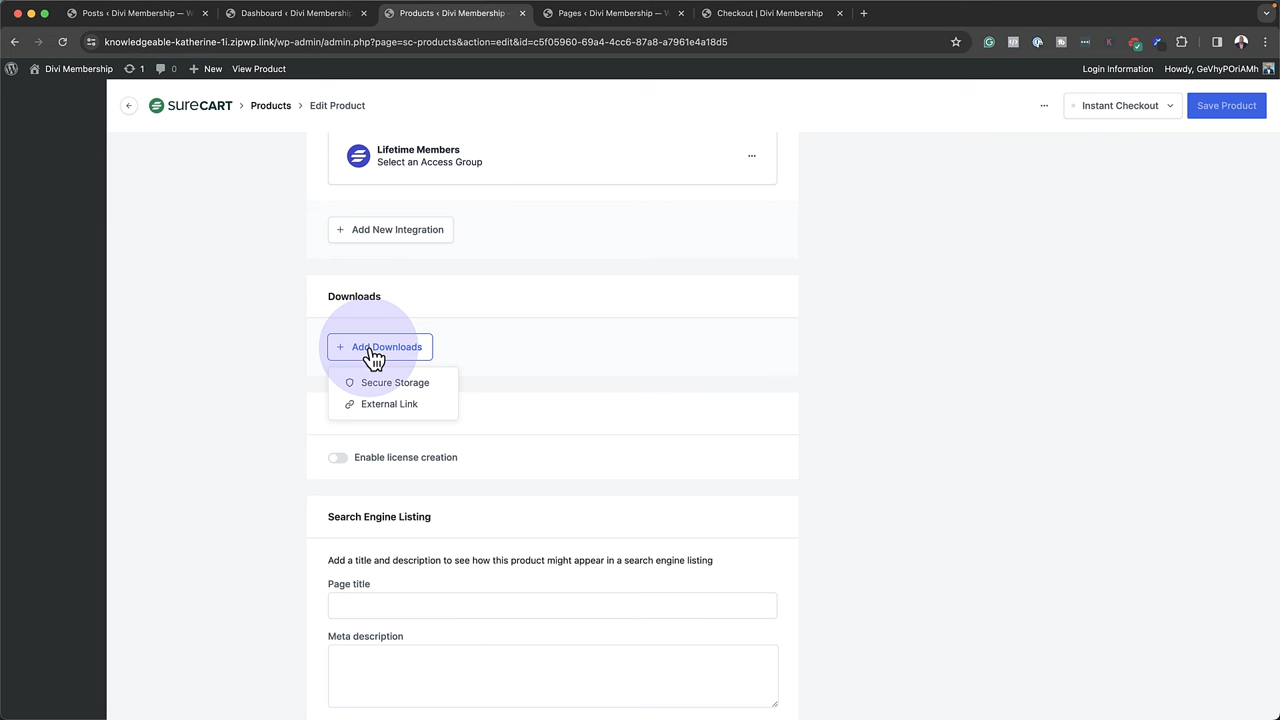 Posts ‹ Divi Membership — W
Dashboard ‹ Divi Membership
Products ‹ Divi Membership
Pages ‹ Divi Membership — W
Checkout | Divi Membership
knowledgeable-katherine-1i.zipwp.link/wp-admin/admin.php?page=sc-products&action=edit&id=c5f05960-69a4-4cc6-87a8-a7961e4a18d5
Divi Membership 1 0 New View Product
Login Information Howdy, GeVhyPOriAMh
SURECART Products Edit Product
Instant Checkout
Save Product
Lifetime Members
Select an Access Group
Add New Integration
Downloads
Add Downloads
Secure Storage
External Link
Enable license creation
Search Engine Listing
Add a title and description to see how this product might appear in a search engine listing
Page title
Meta description